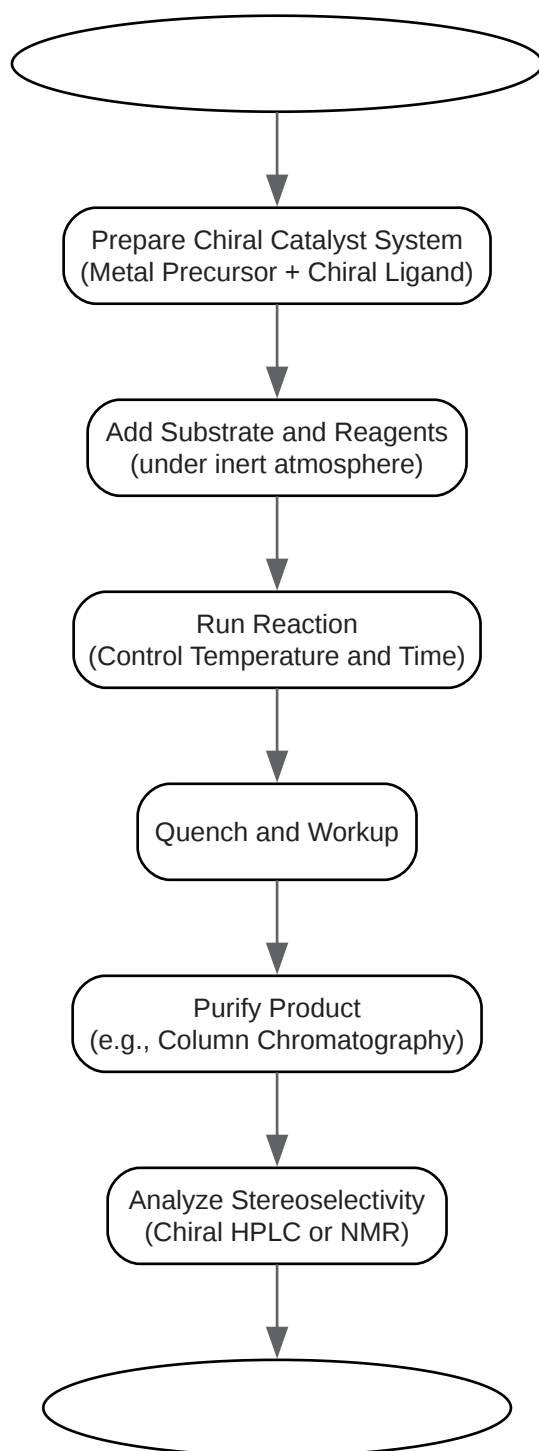 Prepare Chiral Catalyst System
(Metal Precursor + Chiral Ligand)
Add Substrate and Reagents
(under inert atmosphere)
Run Reaction
(Control Temperature and Time)
Quench and Workup
Purify Product
(e.g., Column Chromatography)
Analyze Stereoselectivity
(Chiral HPLC or NMR)